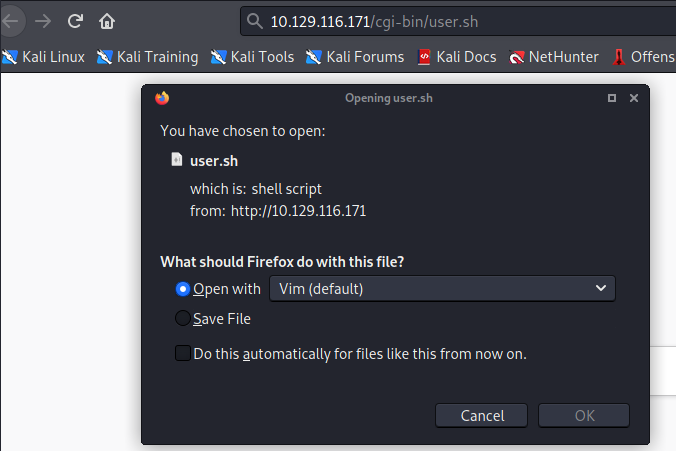 10.129.116.171/cgi-bin/user.sh
Kali Linux Kali Training Kali Tools Kali Forums Kali Docs NetHunter Offens
Opening user.sh
You have chosen to open:
user.sh
which is: shell script
from: http://10.129.116.171
What should Firefox do with this file?
Open with Vim (default)
Save File
Do this automatically for files like this from now on.
Cancel OK